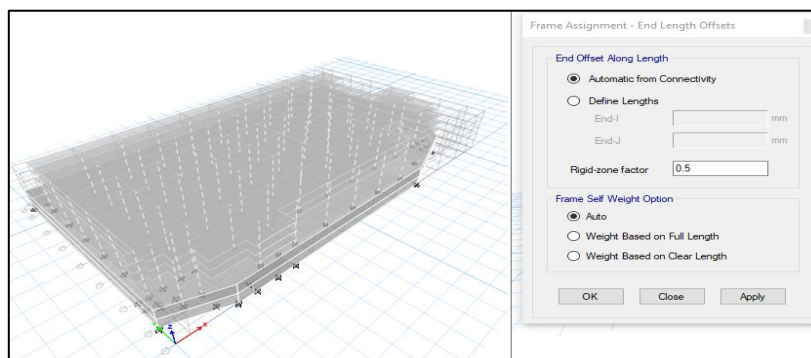 Frame Assignment - End Length Offsets
End Offset Along Length
Automatic from Connectivity
Define Lengths
End-I mm
End-J mm
Rigid-zone factor 0.5
Frame Self Weight Option
Auto
Weight Based on Full Length
Weight Based on Clear Length
OK Close Apply
Z X